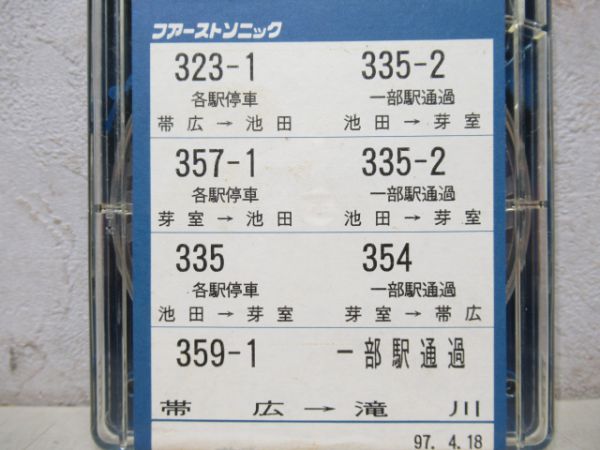 フアーストソニック
323-1 335-2
各駅停車 一部駅通過
帯広→池田 池田→芽室
357-1 335-2
各駅停車 一部駅通過
芽室→池田 池田→芽室
335 354
各駅停車 一部駅通過
池田→芽室 芽室→帯広
359-1 一部駅通過
帯広→滝川
97. 4.18